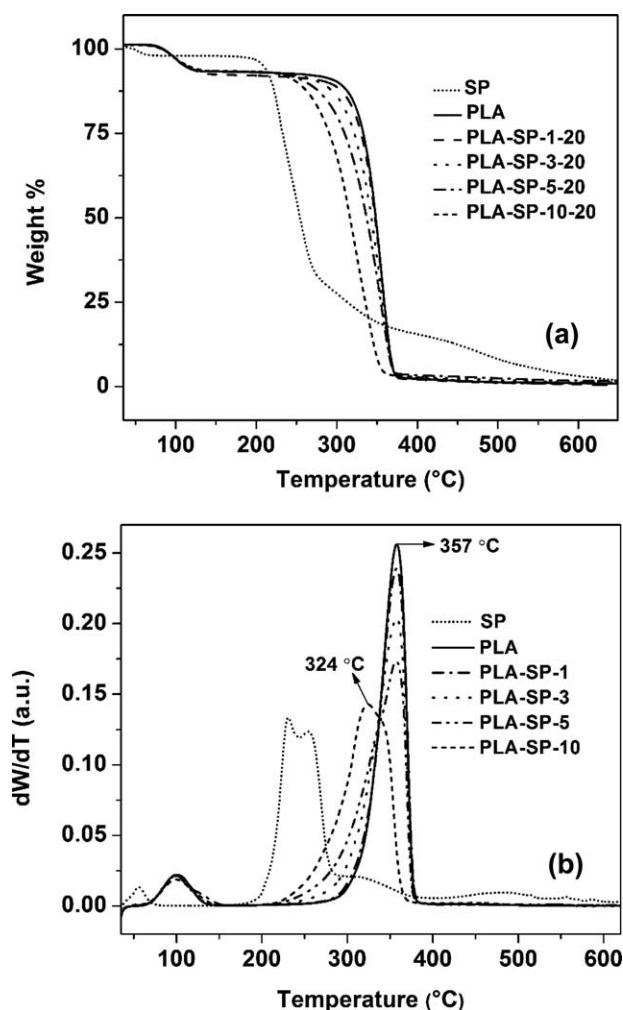 100
75
50
25
0
Weight %
SP
PLA
PLA-SP-1-20
PLA-SP-3-20
PLA-SP-5-20
PLA-SP-10-20
(a)
100 200 300 400 500 600
Temperature (°C)
0.25
0.20
0.15
0.10
0.05
0.00
dW/dT (a.u.)
357 °C
324 °C
SP
PLA
PLA-SP-1
PLA-SP-3
PLA-SP-5
PLA-SP-10
(b)
100 200 300 400 500 600
Temperature (°C)